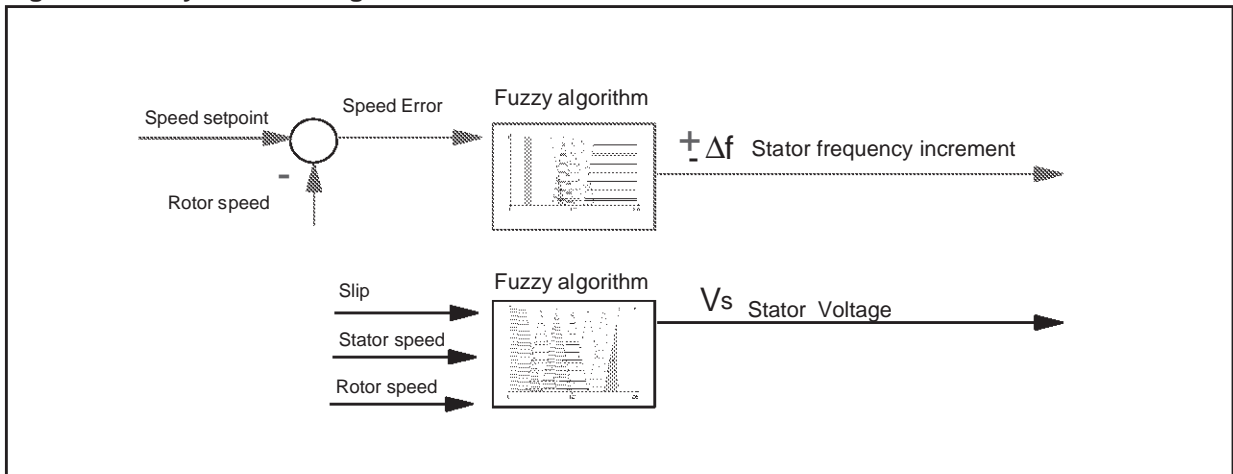 Speed setpoint
Speed Error
Fuzzy algorithm
-
Rotor speed
± Δf Stator frequency increment
Slip
Stator speed
Rotor speed
Fuzzy algorithm
Vs Stator Voltage